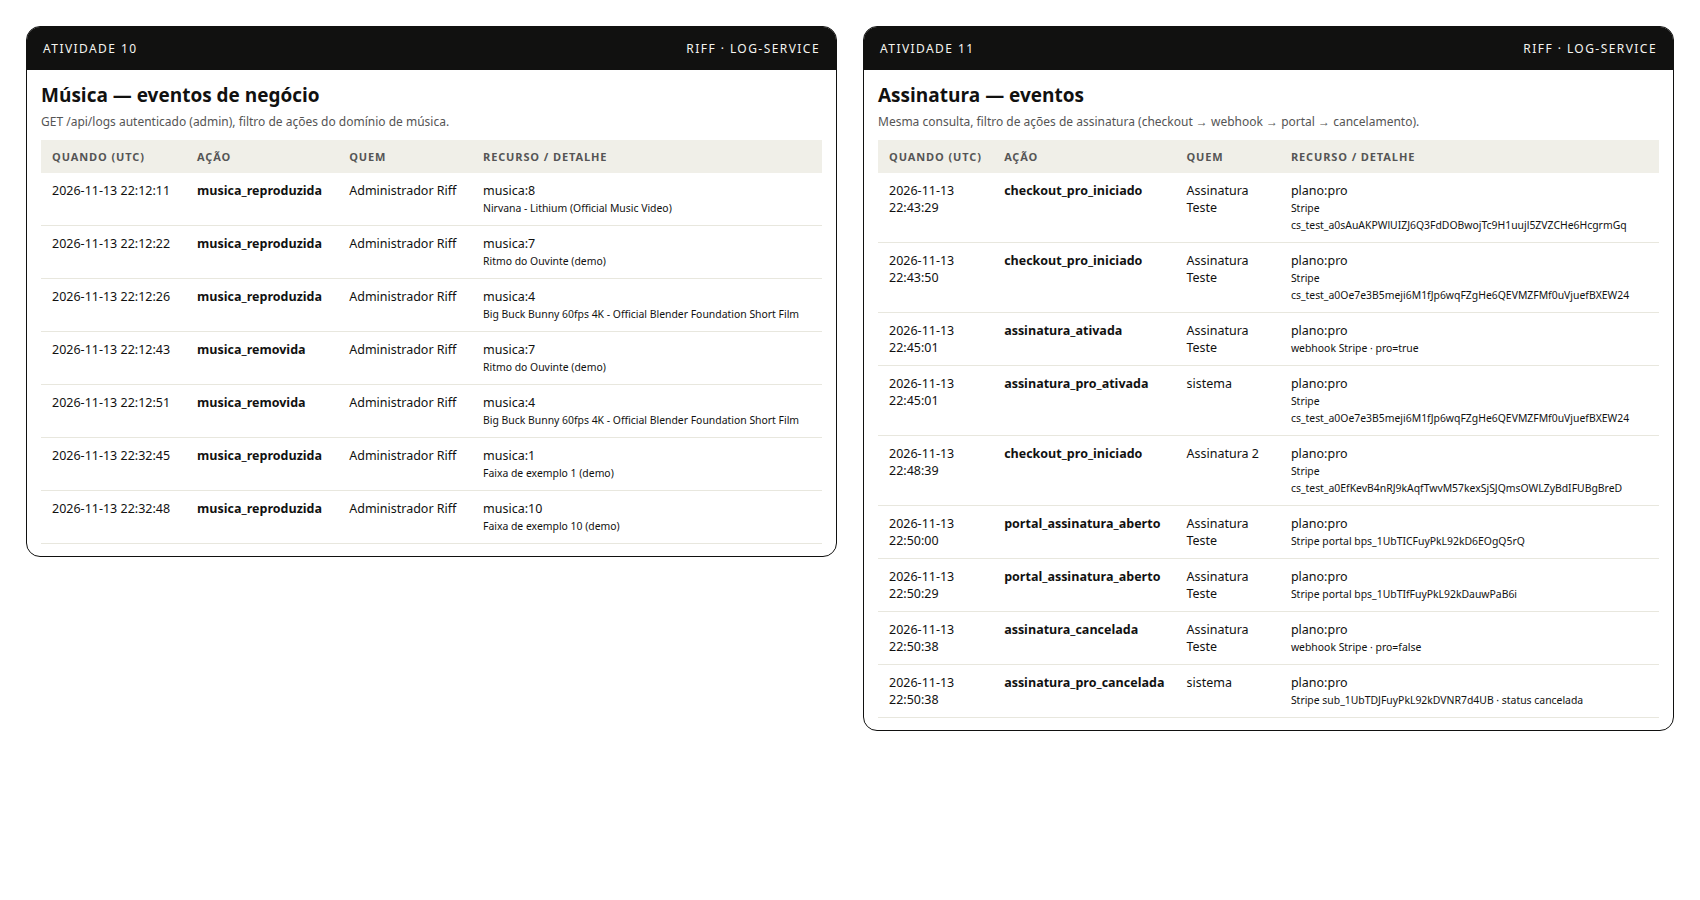 ATIVIDADE 10
RIFF · LOG-SERVICE
Música — eventos de negócio
GET /api/logs autenticado (admin), filtro de ações do domínio de música.
QUANDO (UTC) AÇÃO QUEM RECURSO / DETALHE
2026-11-13 22:12:11 musica_reproduzida Administrador Riff musica:8
Nirvana - Lithium (Official Music Video)
2026-11-13 22:12:22 musica_reproduzida Administrador Riff musica:7
Ritmo do Ouvinte (demo)
2026-11-13 22:12:26 musica_reproduzida Administrador Riff musica:4
Big Buck Bunny 60fps 4K - Official Blender Foundation Short Film
2026-11-13 22:12:43 musica_removida Administrador Riff musica:7
Ritmo do Ouvinte (demo)
2026-11-13 22:12:51 musica_removida Administrador Riff musica:4
Big Buck Bunny 60fps 4K - Official Blender Foundation Short Film
2026-11-13 22:32:45 musica_reproduzida Administrador Riff musica:1
Faixa de exemplo 1 (demo)
2026-11-13 22:32:48 musica_reproduzida Administrador Riff musica:10
Faixa de exemplo 10 (demo)
ATIVIDADE 11
RIFF · LOG-SERVICE
Assinatura — eventos
Mesma consulta, filtro de ações de assinatura (checkout → webhook → portal → cancelamento).
QUANDO (UTC) AÇÃO QUEM RECURSO / DETALHE
2026-11-13 checkout_pro_iniciado Assinatura plano:pro
22:43:29 Teste Stripe
cs_test_a0sAuAKPWIUIZJ6Q3FdDOBwojTc9H1uujI5ZVZCHe6HcgrmGq
2026-11-13 checkout_pro_iniciado Assinatura plano:pro
22:43:50 Teste Stripe
cs_test_a0Oe7e3B5meji6M1fJp6wqFZgHe6QEVMZFMf0uVjuefBXEW24
2026-11-13 assinatura_ativada Assinatura plano:pro
22:45:01 Teste webhook Stripe · pro=true
2026-11-13 assinatura_pro_ativada sistema plano:pro
22:45:01 Stripe
cs_test_a0Oe7e3B5meji6M1fJp6wqFZgHe6QEVMZFMf0uVjuefBXEW24
2026-11-13 checkout_pro_iniciado Assinatura 2 plano:pro
22:48:39 Stripe
cs_test_a0EfKevB4nRJ9kAqfTwvM57kexSjSJQmsOWLZyBdIFUBgBreD
2026-11-13 portal_assinatura_aberto Assinatura plano:pro
22:50:00 Teste Stripe portal bps_1UbTICFuyPkL92kD6EOgQ5rQ
2026-11-13 portal_assinatura_aberto Assinatura plano:pro
22:50:29 Teste Stripe portal bps_1UbTIfFuyPkL92kDauwPaB6i
2026-11-13 assinatura_cancelada Assinatura plano:pro
22:50:38 Teste webhook Stripe · pro=false
2026-11-13 assinatura_pro_cancelada sistema plano:pro
22:50:38 Stripe sub_1UbTDJFuyPkL92kDVNR7d4UB · status cancelada